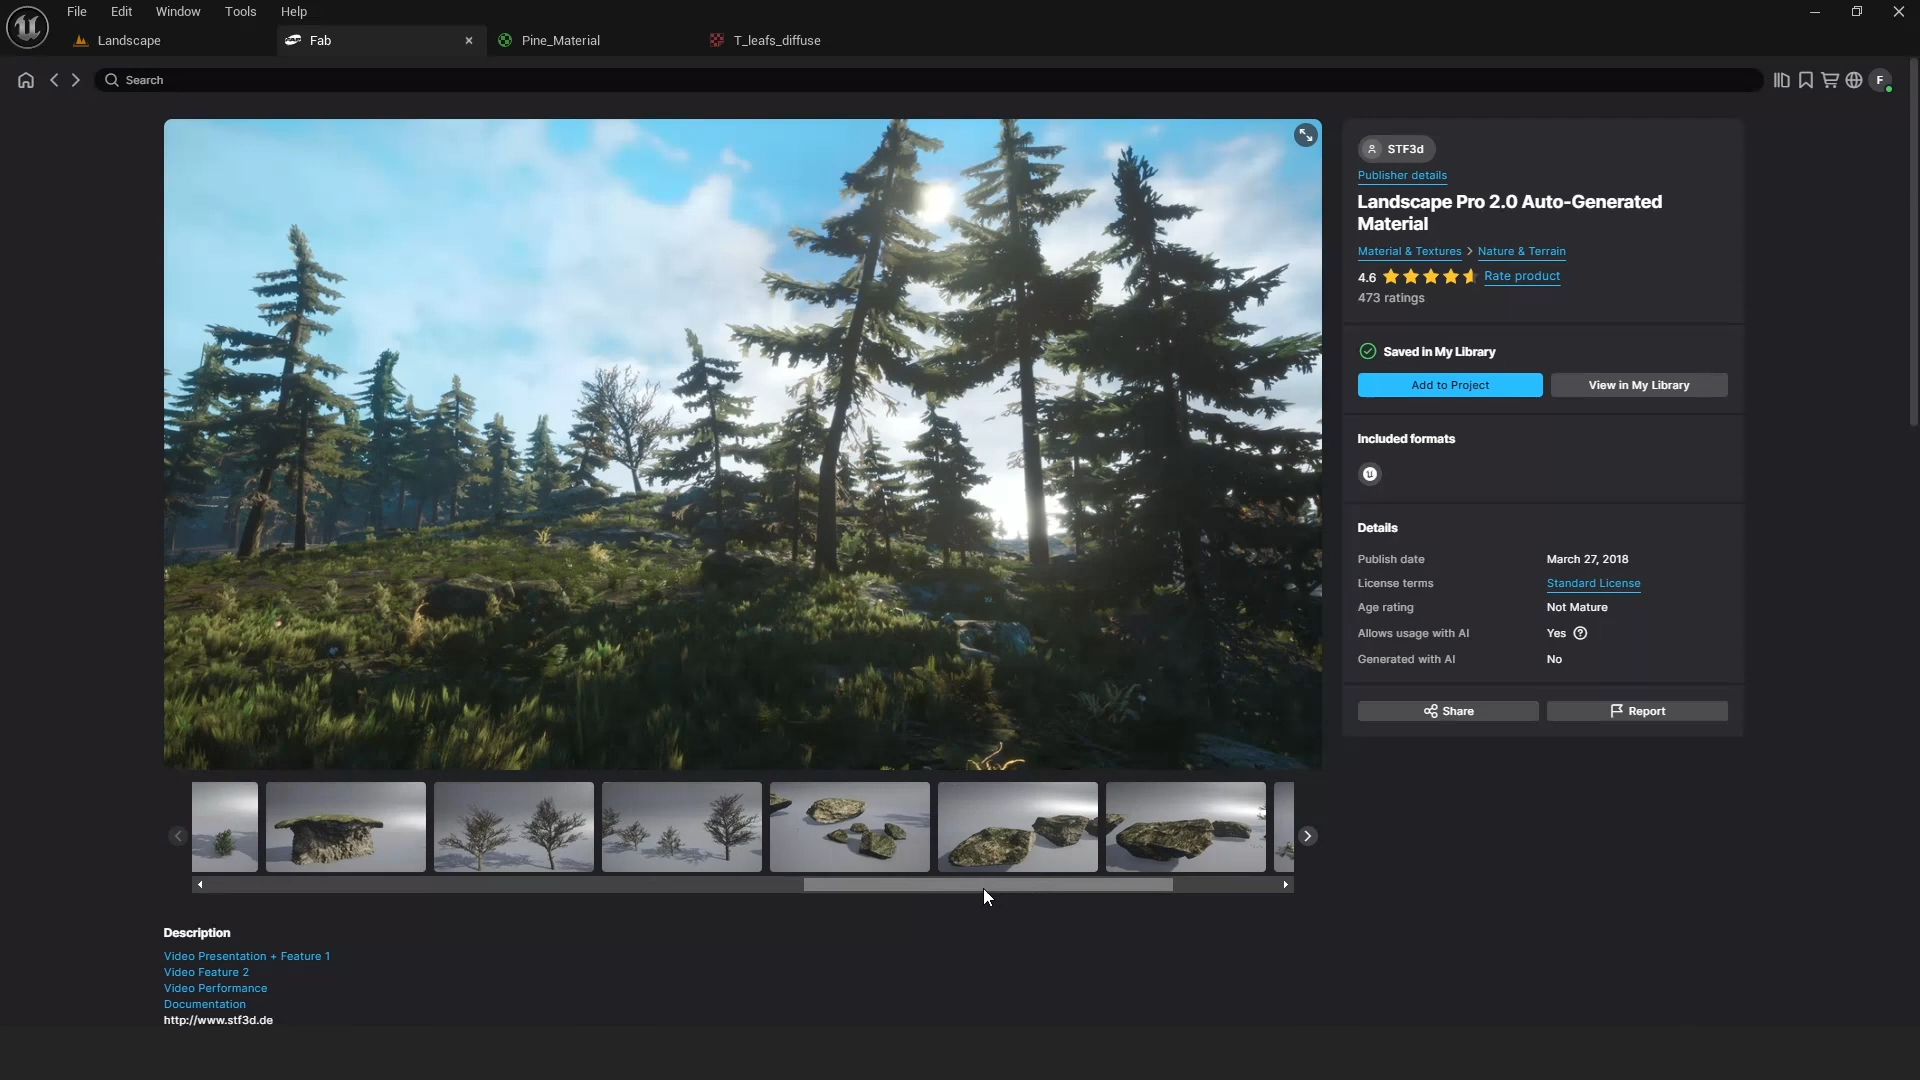 File Edit Window Tools Help
Landscape Fab Pine_Material T_leafs_diffuse
Search
F
STF3d
Publisher details
Landscape Pro 2.0 Auto-Generated
Material
Material & Textures > Nature & Terrain
4.6 Rate product
473 ratings
Saved in My Library
Add to Project View in My Library
Included formats
Details
Publish date March 27, 2018
License terms Standard License
Age rating Not Mature
Allows usage with AI Yes
Generated with AI No
Share Report
Description
Video Presentation + Feature 1
Video Feature 2
Video Performance
Documentation
http://www.stf3d.de